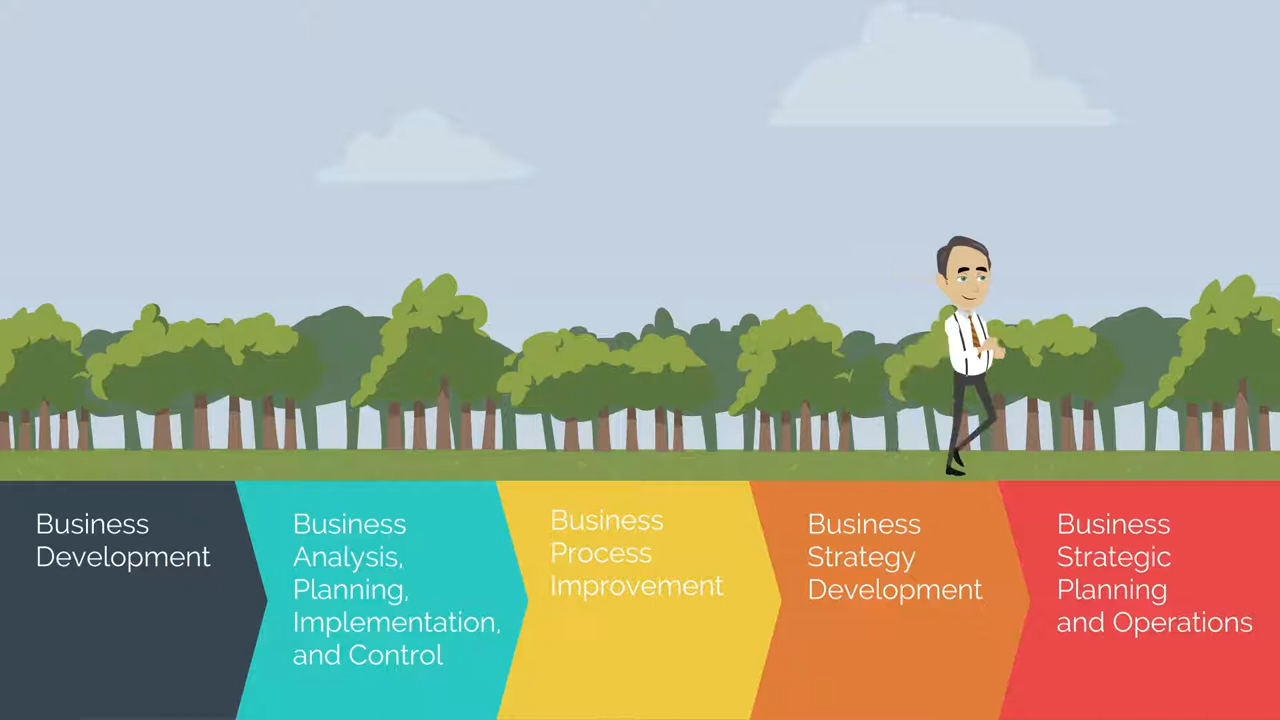 Business
Development
Business
Analysis,
Planning,
Implementation,
and Control
Business
Process
Improvement
Business
Strategy
Development
Business
Strategic
Planning
and Operations